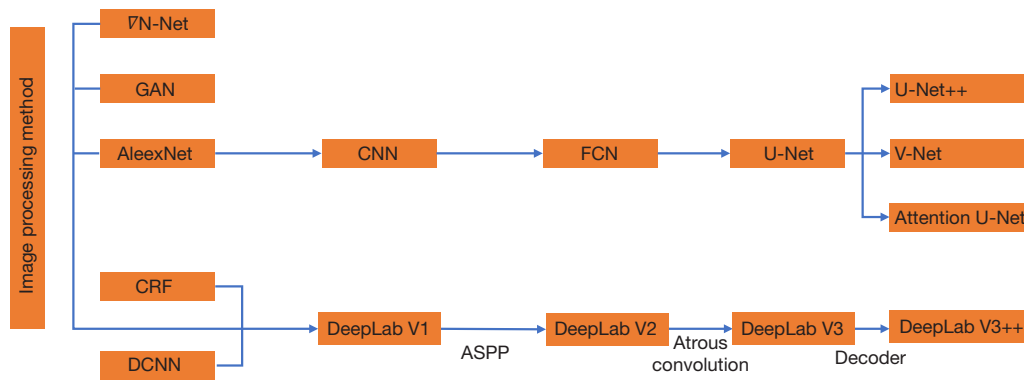 Image processing method
∇N-Net
GAN
AleexNet
CNN
FCN
U-Net
U-Net++
V-Net
Attention U-Net
CRF
DCNN
DeepLab V1
ASPP
DeepLab V2
Atrous
convolution
DeepLab V3
Decoder
DeepLab V3++